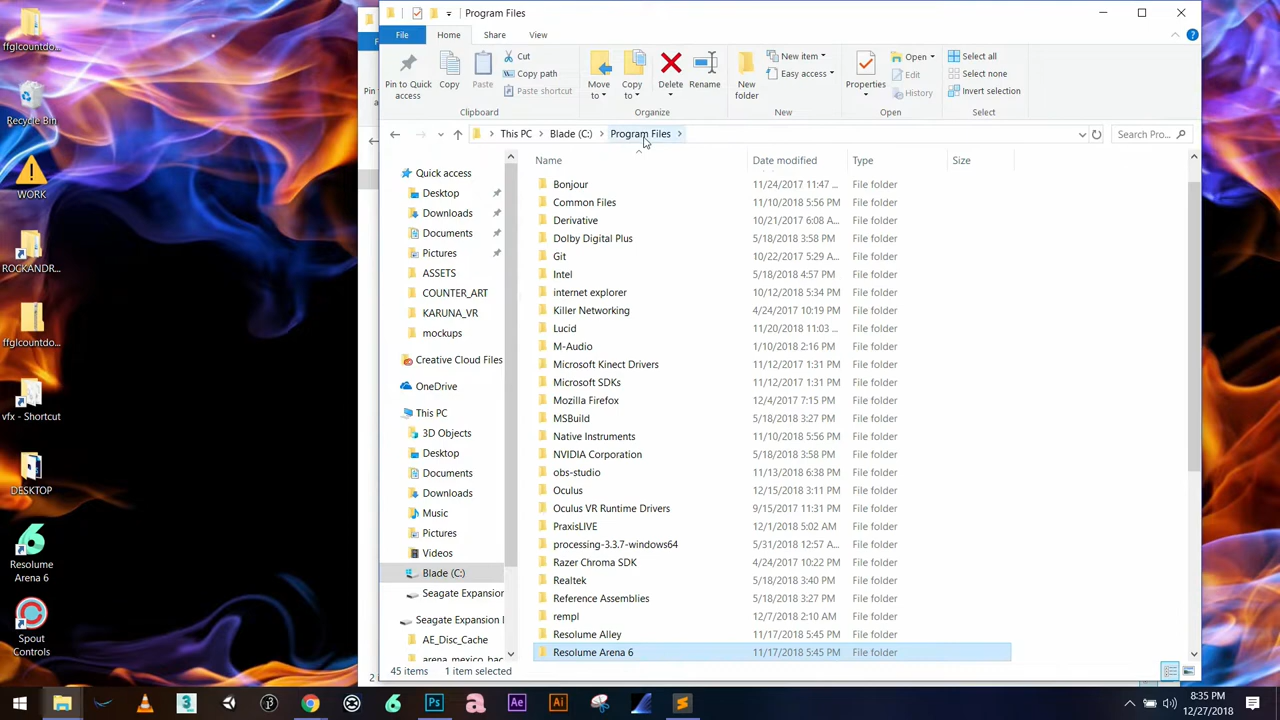 ffglcountdo...
Recycle Bin
WORK
ROCKANDR...
ffglcountdo...
vfx - Shortcut
DESKTOP
Resolume
Arena 6
Spout
Controls
Program Files
File
Home
Share
View
Pin to Quick
access
Copy
Paste
Cut
Copy path
Paste shortcut
Clipboard
Move
to
Copy
to
Delete
Rename
Organize
New
folder
New item
Easy access
New
Properties
Open
Edit
History
Open
Select all
Select none
Invert selection
Select
This PC
Blade (C:)
Program Files
Search Pro...
Quick access
Desktop
Downloads
Documents
Pictures
ASSETS
COUNTER_ART
KARUNA_VR
mockups
Creative Cloud Files
OneDrive
This PC
3D Objects
Desktop
Documents
Downloads
Music
Pictures
Videos
Blade (C:)
Seagate Expansion
Seagate Expansion
AE_Disc_Cache
Name Date modified Type Size
Bonjour 11/24/2017 11:47 ... File folder
Common Files 11/10/2018 5:56 PM File folder
Derivative 10/21/2017 6:08 A... File folder
Dolby Digital Plus 5/18/2018 3:58 PM File folder
Git 10/22/2017 5:29 A... File folder
Intel 5/18/2018 4:57 PM File folder
internet explorer 10/12/2018 5:34 PM File folder
Killer Networking 4/24/2017 10:19 PM File folder
Lucid 11/20/2018 11:03 ... File folder
M-Audio 1/10/2018 2:16 PM File folder
Microsoft Kinect Drivers 11/12/2017 1:31 PM File folder
Microsoft SDKs 11/12/2017 1:31 PM File folder
Mozilla Firefox 12/4/2017 7:15 PM File folder
MSBuild 5/18/2018 3:27 PM File folder
Native Instruments 11/10/2018 5:56 PM File folder
NVIDIA Corporation 5/18/2018 3:58 PM File folder
obs-studio 11/13/2018 6:38 PM File folder
Oculus 12/15/2018 3:11 PM File folder
Oculus VR Runtime Drivers 9/15/2017 11:31 PM File folder
PraxisLIVE 12/1/2018 5:02 AM File folder
processing-3.3.7-windows64 5/31/2018 12:57 A... File folder
Razer Chroma SDK 4/24/2017 10:22 PM File folder
Realtek 5/18/2018 3:40 PM File folder
Reference Assemblies 5/18/2018 3:27 PM File folder
rempl 12/7/2018 2:10 AM File folder
Resolume Alley 11/17/2018 5:45 PM File folder
Resolume Arena 6 11/17/2018 5:45 PM File folder
45 items 1 item selected
Ps
Ae
Ai
8:35 PM
12/27/2018